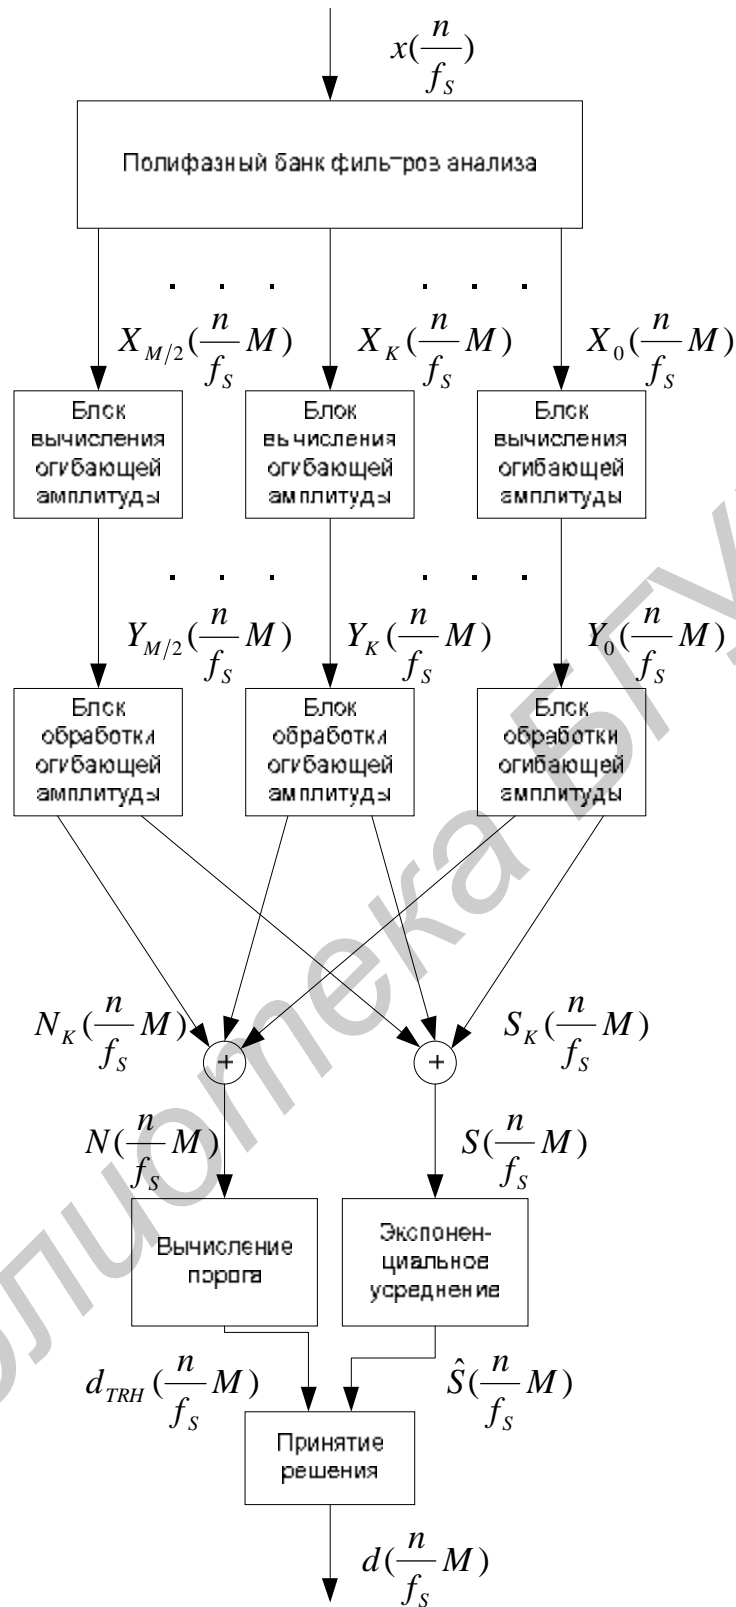 x(n/f_S)
Полифазный банк фильтров анализа
. . . . . .
X_{M/2}(n/f_S M) X_K(n/f_S M) X_0(n/f_S M)
Блок Блок Блок
вычисления вычисления вычисления
огибающей огибающей огибающей
амплитуды амплитуды амплитуды
. . . . . .
Y_{M/2}(n/f_S M) Y_K(n/f_S M) Y_0(n/f_S M)
Блок Блок Блок
обработки обработки обработки
огибающей огибающей огибающей
амплитуды амплитуды амплитуды
N_K(n/f_S M) S_K(n/f_S M)
+ +
N(n/f_S M) S(n/f_S M)
Вычисление
порога
Экспонен-
циальное
усреднение
d_{TRH}(n/f_S M) Ŝ(n/f_S M)
Принятие
решения
d(n/f_S M)